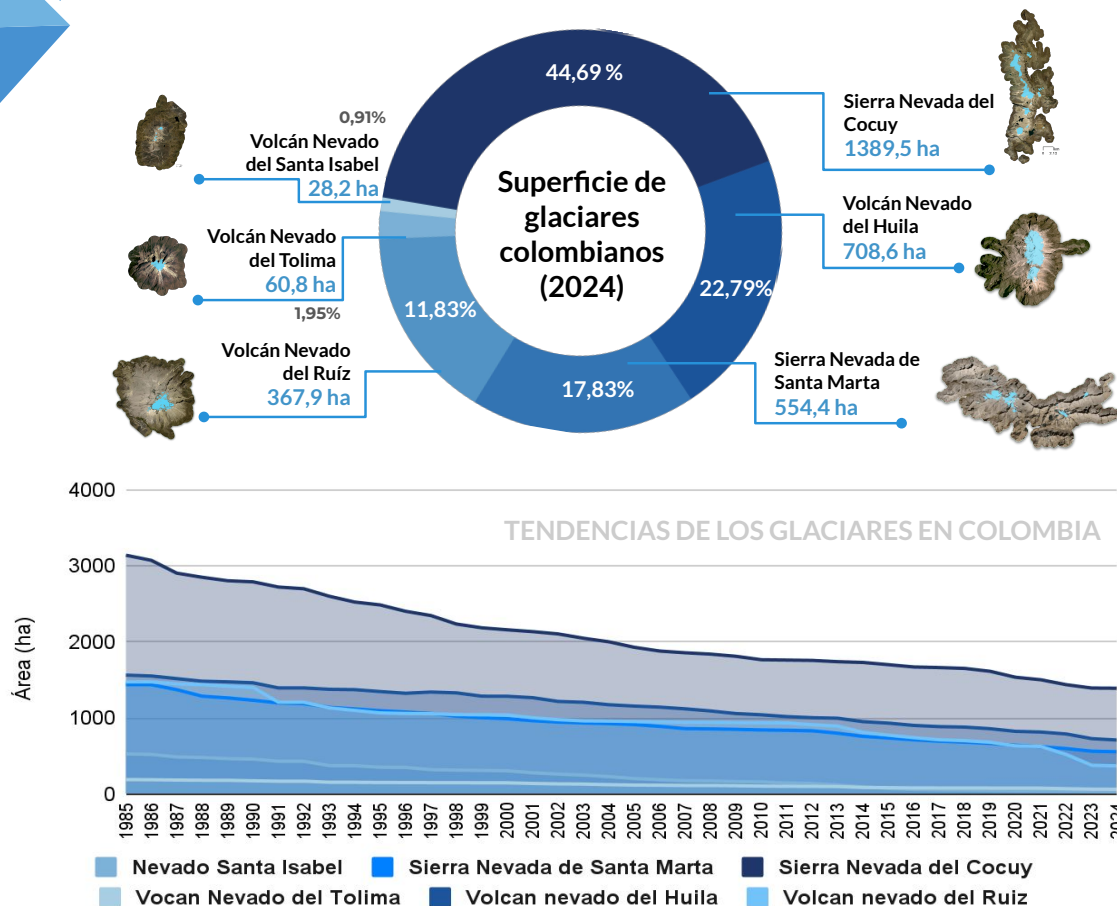 44,69 %
Sierra Nevada del
Cocuy
1389,5 ha
0,91%
Volcán Nevado
del Santa Isabel
28,2 ha
Superficie de
glaciares
colombianos
(2024)
Volcán Nevado
del Huila
708,6 ha
Volcán Nevado
del Tolima
60,8 ha
1,95%
22,79%
11,83%
Volcán Nevado
del Ruíz
367,9 ha
17,83%
Sierra Nevada de
Santa Marta
554,4 ha
TENDENCIAS DE LOS GLACIARES EN COLOMBIA
Área (ha)
4000
3000
2000
1000
0
1985 1986 1987 1988 1989 1990 1991 1992 1993 1994 1995 1996 1997 1998 1999 2000 2001 2002 2003 2004 2005 2006 2007 2008 2009 2010 2011 2012 2013 2014 2015 2016 2017 2018 2019 2020 2021 2022 2023 2024
Nevado Santa Isabel Sierra Nevada de Santa Marta Sierra Nevada del Cocuy
Vocan Nevado del Tolima Volcan nevado del Huila Volcan nevado del Ruiz